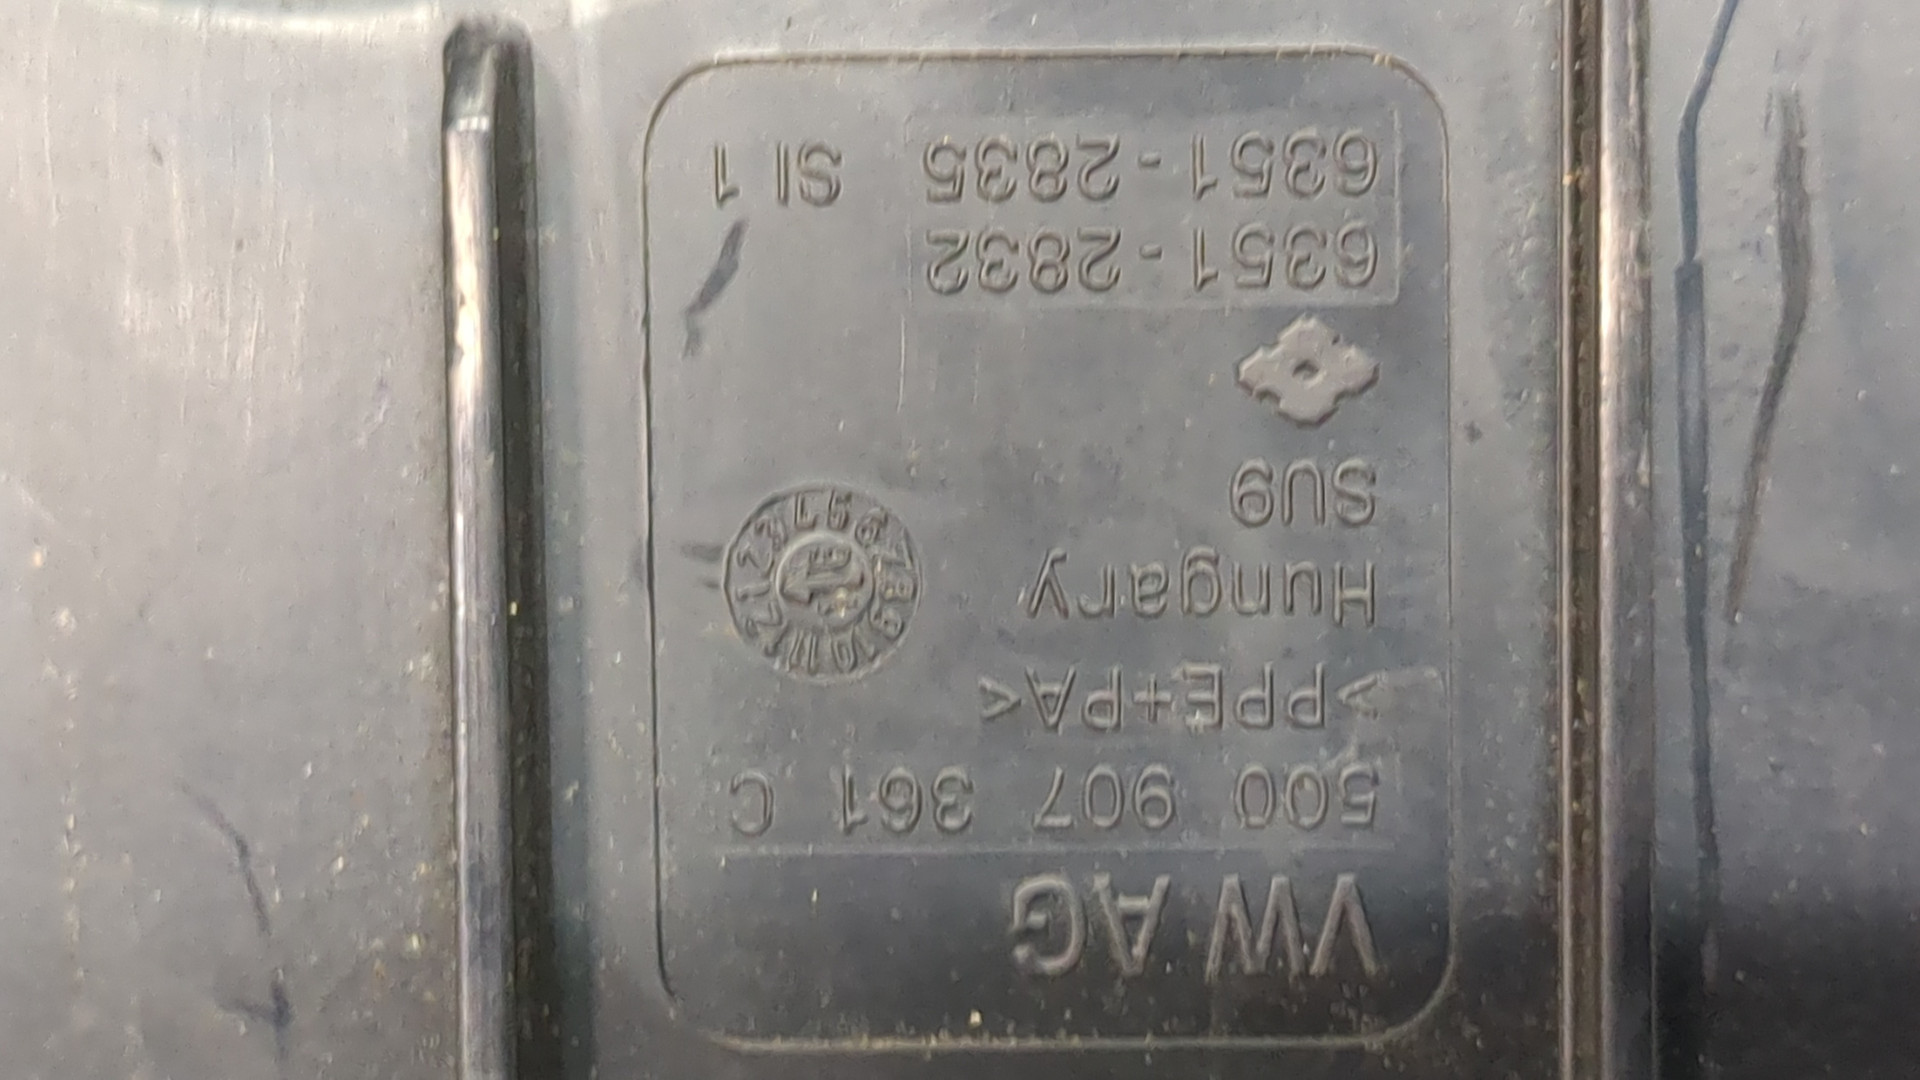 VW AG
5Q0 907 361 C
>PPE+PA<
Hungary
SU9
6351-2832
6351-2835 SI 1